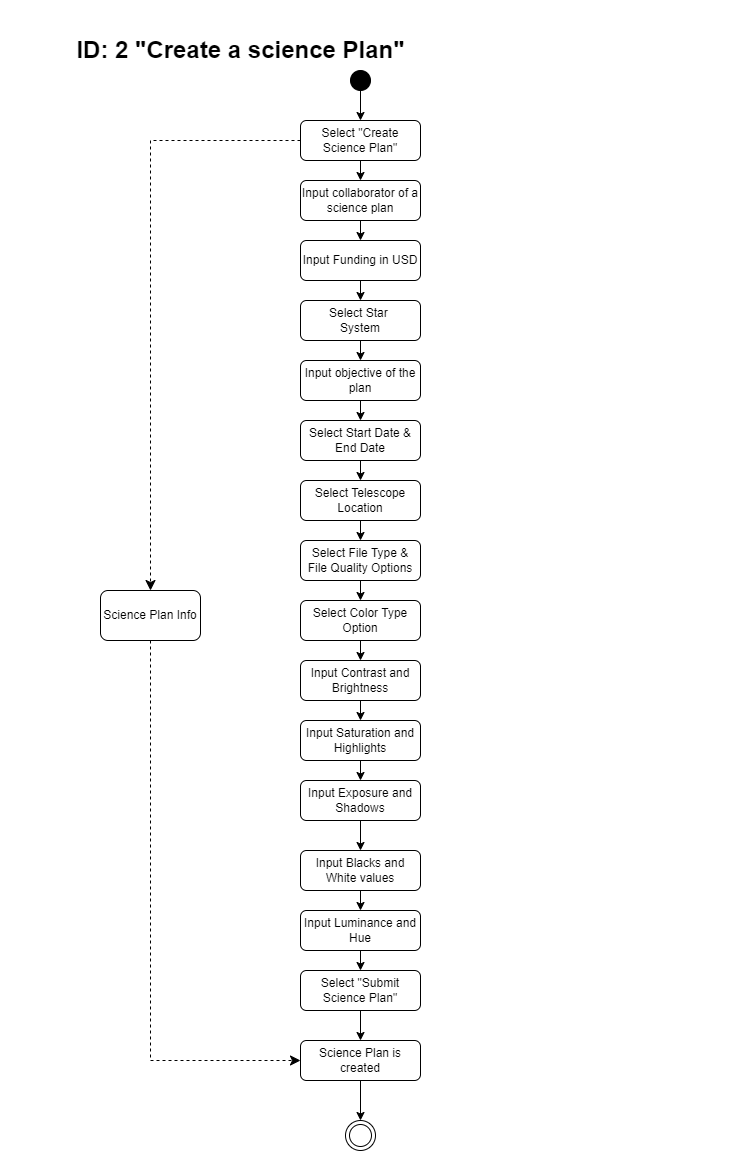 ID: 2 "Create a science Plan"
Select "Create
Science Plan"
Input collaborator of a
science plan
Input Funding in USD
Select Star
System
Input objective of the
plan
Select Start Date &
End Date
Select Telescope
Location
Select File Type &
File Quality Options
Science Plan Info
Select Color Type
Option
Input Contrast and
Brightness
Input Saturation and
Highlights
Input Exposure and
Shadows
Input Blacks and
White values
Input Luminance and
Hue
Select "Submit
Science Plan"
Science Plan is
created